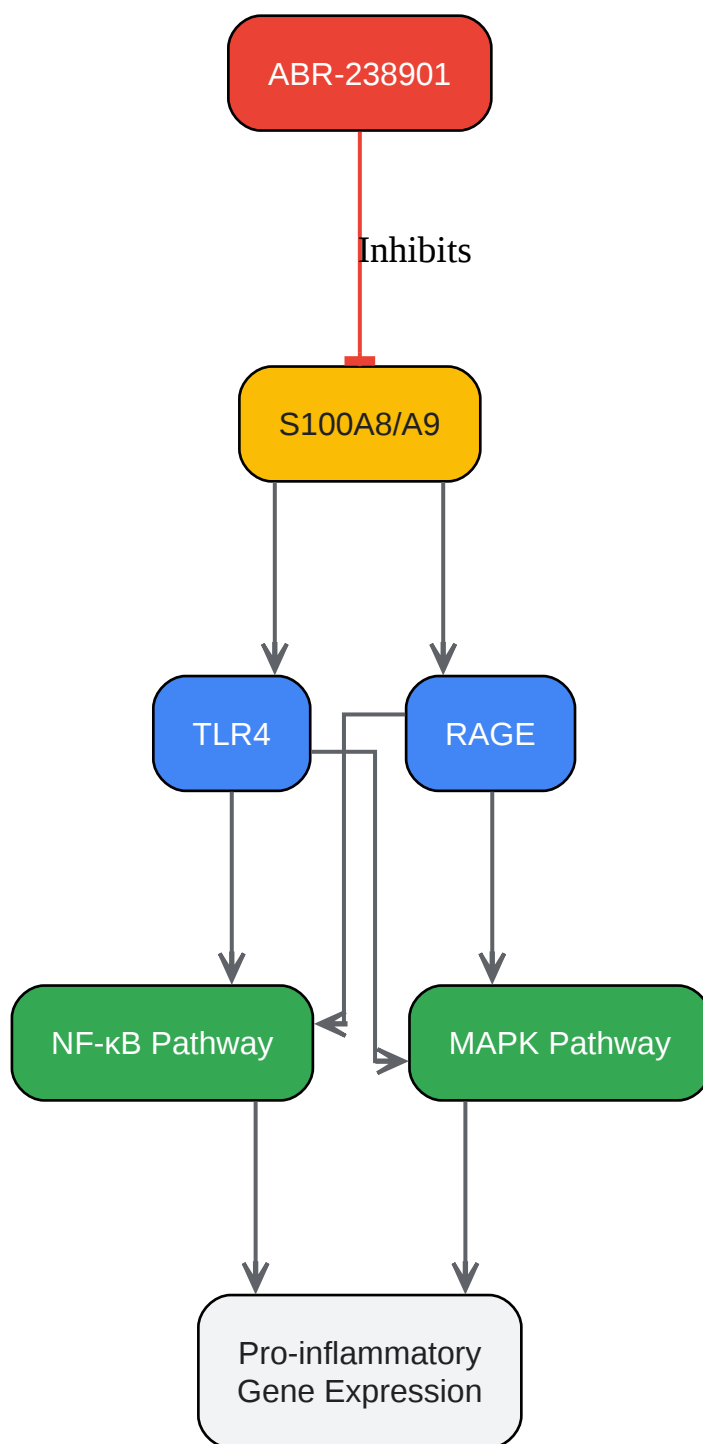 ABR-238901
Inhibits
S100A8/A9
TLR4
RAGE
NF-κB Pathway
MAPK Pathway
Pro-inflammatory
Gene Expression